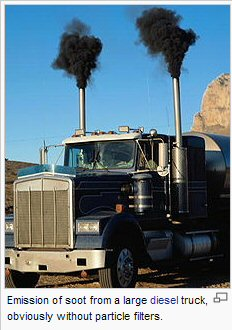 Emission of soot from a large diesel truck,
obviously without particle filters.